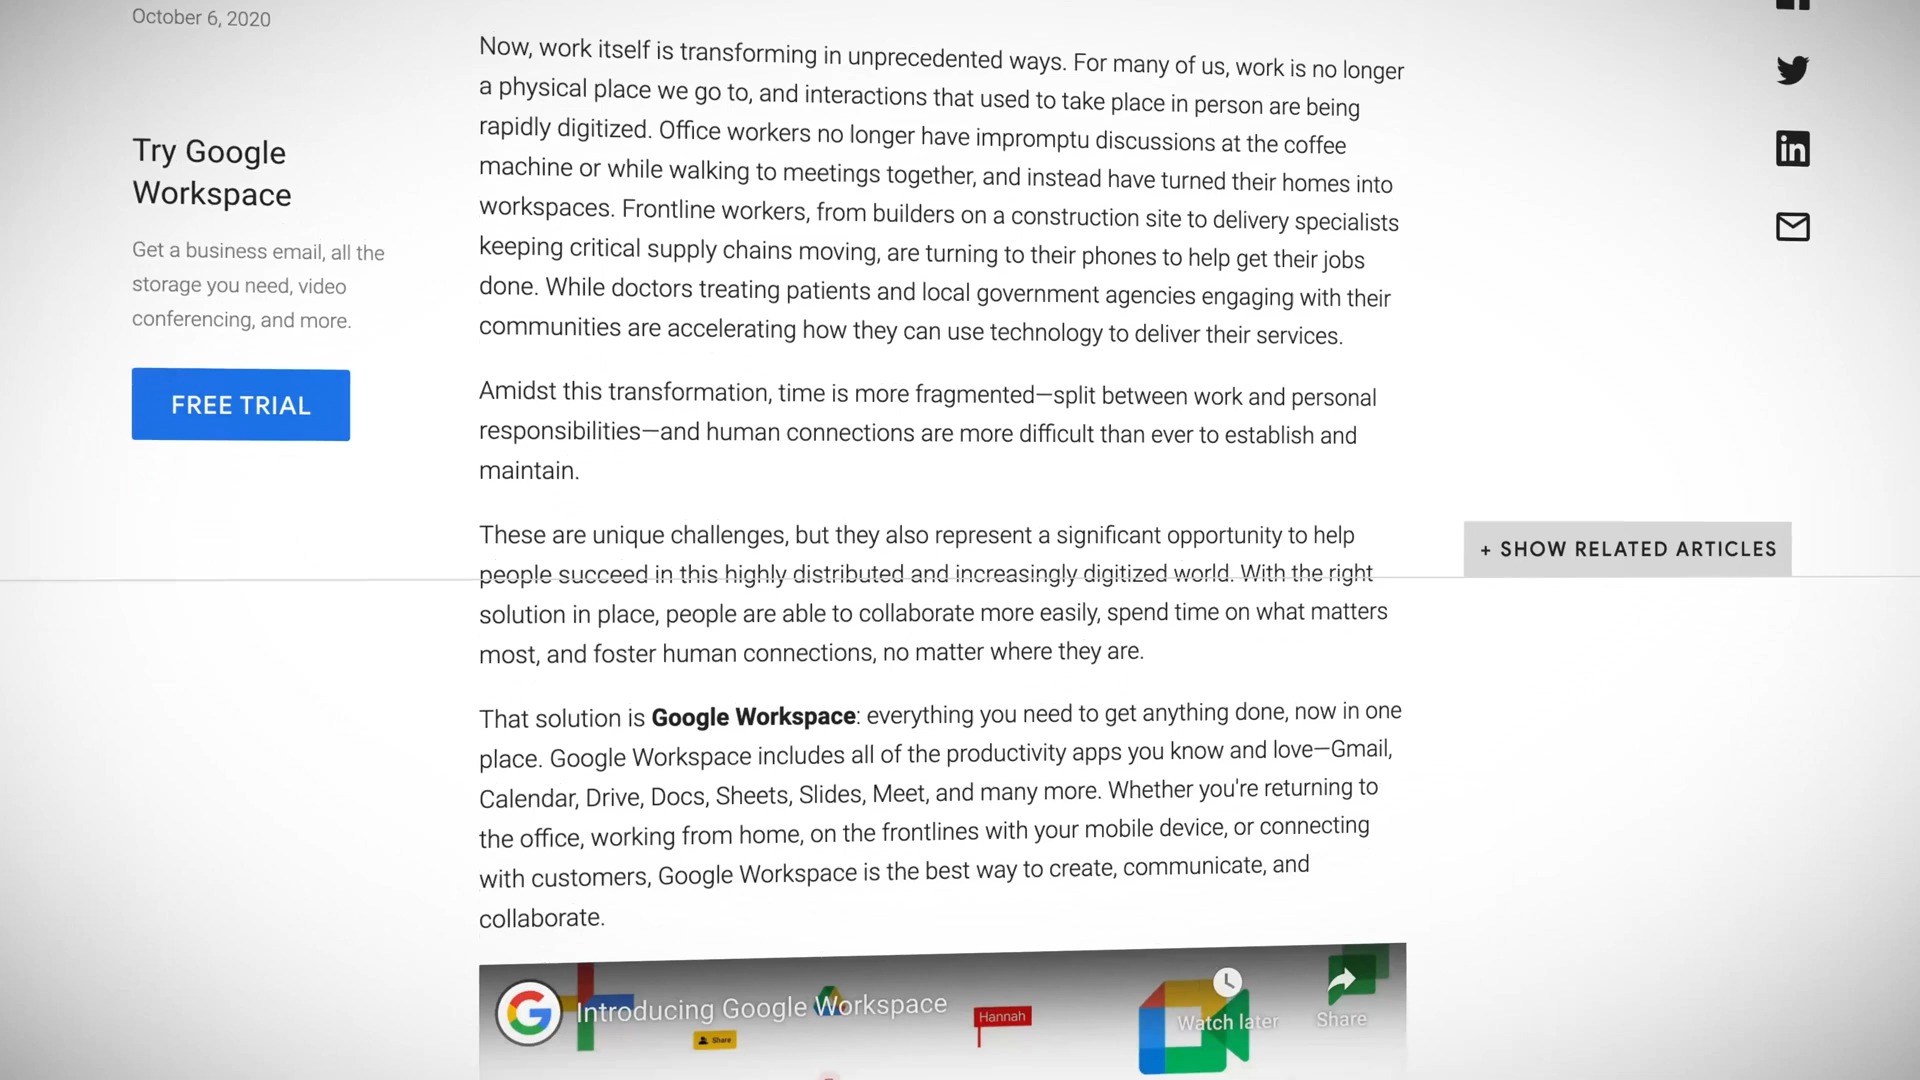 October 6, 2020
Try Google
Workspace
Get a business email, all the
storage you need, video
conferencing, and more.
FREE TRIAL
Now, work itself is transforming in unprecedented ways. For many of us, work is no longer
a physical place we go to, and interactions that used to take place in person are being
rapidly digitized. Office workers no longer have impromptu discussions at the coffee
machine or while walking to meetings together, and instead have turned their homes into
workspaces. Frontline workers, from builders on a construction site to delivery specialists
keeping critical supply chains moving, are turning to their phones to help get their jobs
done. While doctors treating patients and local government agencies engaging with their
communities are accelerating how they can use technology to deliver their services.
Amidst this transformation, time is more fragmented—split between work and personal
responsibilities—and human connections are more difficult than ever to establish and
maintain.
These are unique challenges, but they also represent a significant opportunity to help
people succeed in this highly distributed and increasingly digitized world. With the right
solution in place, people are able to collaborate more easily, spend time on what matters
most, and foster human connections, no matter where they are.
That solution is Google Workspace: everything you need to get anything done, now in one
place. Google Workspace includes all of the productivity apps you know and love—Gmail,
Calendar, Drive, Docs, Sheets, Slides, Meet, and many more. Whether you're returning to
the office, working from home, on the frontlines with your mobile device, or connecting
with customers, Google Workspace is the best way to create, communicate, and
collaborate.
+ SHOW RELATED ARTICLES
in
G
Introducing Google Workspace
Share
Hannah
Watch later
Share